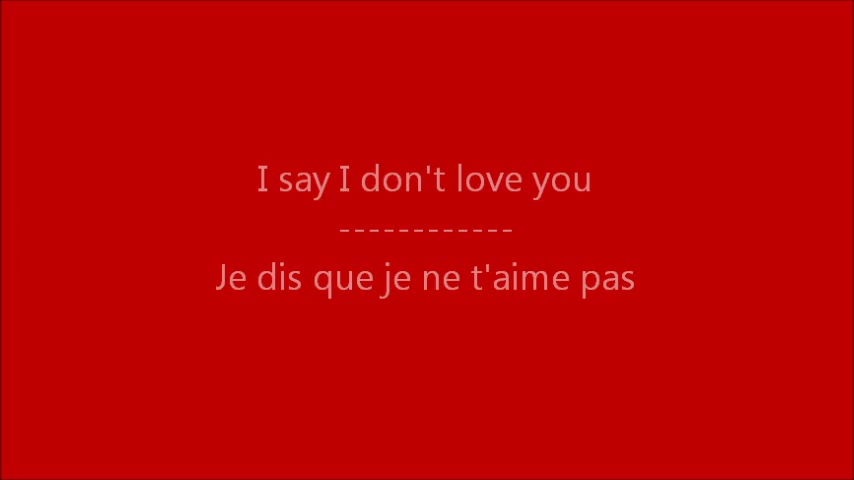 I say I don't love you
------------
Je dis que je ne t'aime pas